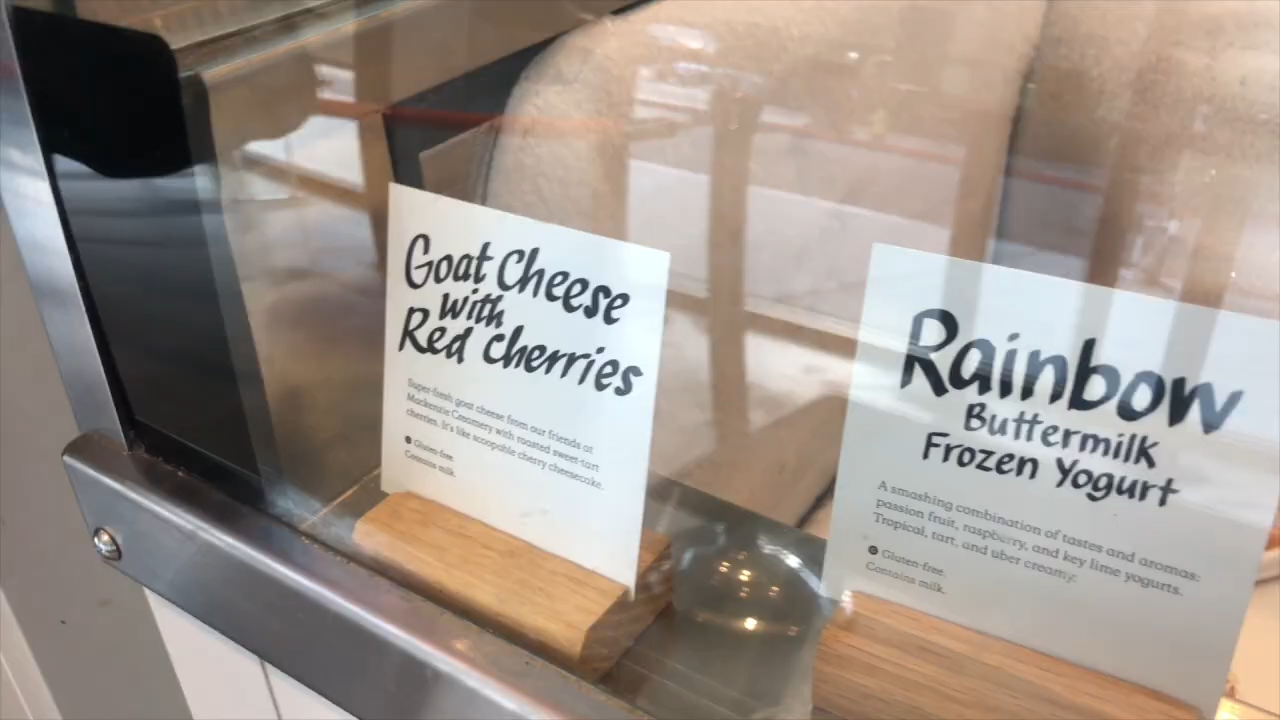 Goat Cheese
with
Red Cherries
Super-fresh goat cheese from our friends at
Mackenzie Creamery with roasted sweet-tart
cherries. It's like scoopable cherry cheesecake.
Gluten-free.
Contains milk.
Rainbow
Buttermilk
Frozen Yogurt
A smashing combination of tastes and aromas:
passion fruit, raspberry, and key lime yogurts.
Tropical, tart, and uber creamy.
Gluten-free.
Contains milk.